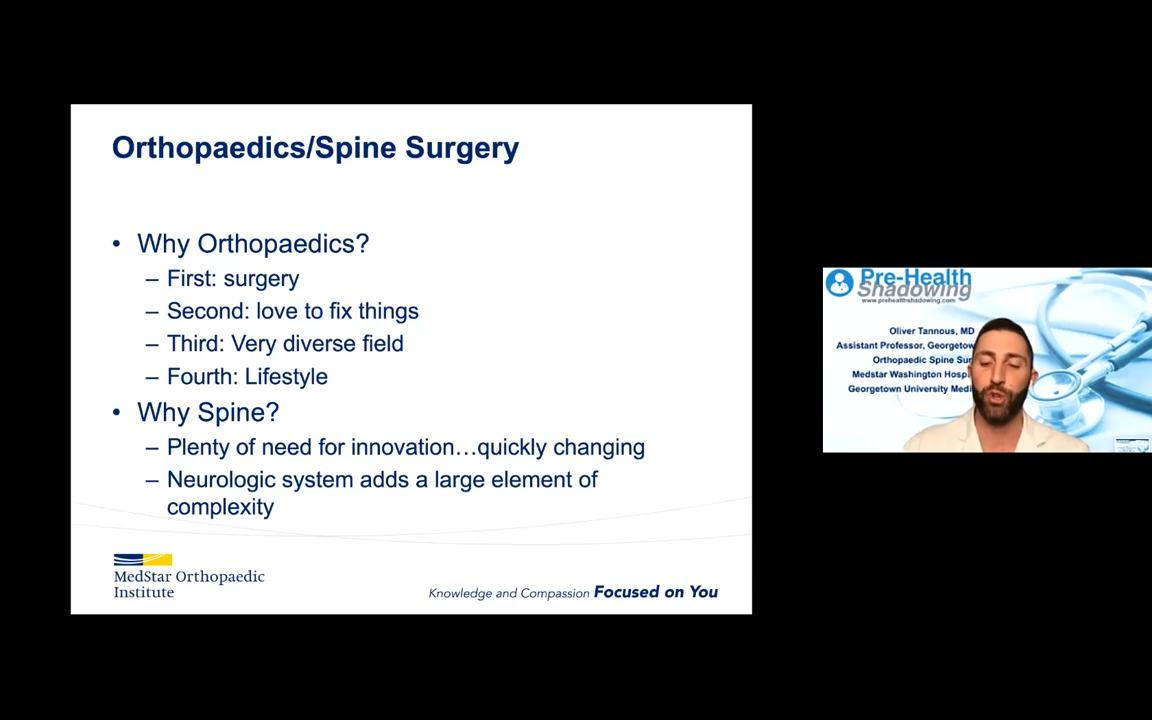 Orthopaedics/Spine Surgery
• Why Orthopaedics?
– First: surgery
– Second: love to fix things
– Third: Very diverse field
– Fourth: Lifestyle
• Why Spine?
– Plenty of need for innovation…quickly changing
– Neurologic system adds a large element of
complexity
MedStar Orthopaedic
Institute
Knowledge and Compassion Focused on You
Pre-Health
Shadowing
www.prehealthshadowing.com
Oliver Tannous, MD
Assistant Professor, Georgetow
Orthopaedic Spine Sur
Medstar Washington Hosp
Georgetown University Medi